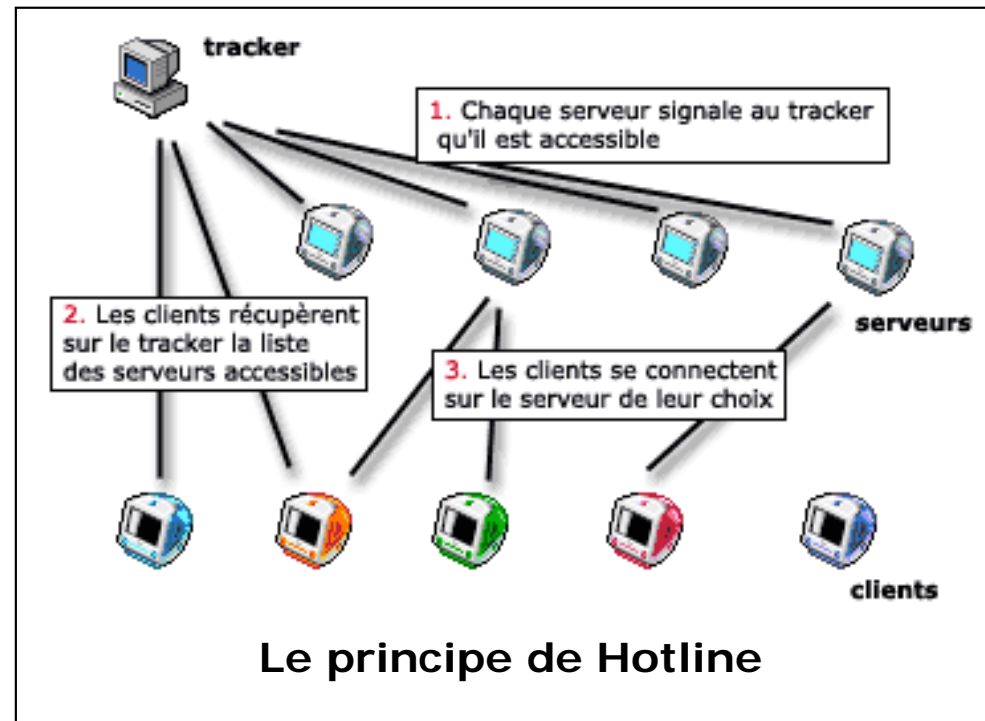 tracker
1. Chaque serveur signale au tracker
qu'il est accessible
2. Les clients récupèrent
sur le tracker la liste
des serveurs accessibles
serveurs
3. Les clients se connectent
sur le serveur de leur choix
clients
Le principe de Hotline